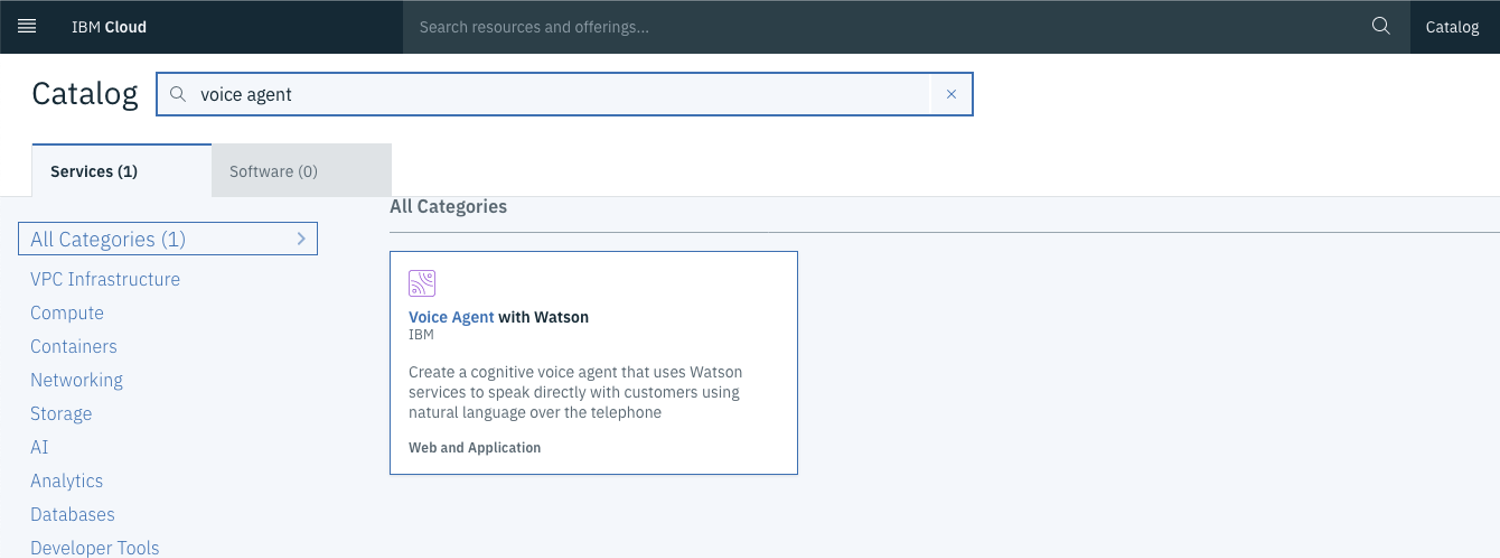 IBM Cloud
Search resources and offerings...
Catalog
Catalog
voice agent
Services (1)
Software (0)
All Categories (1)
VPC Infrastructure
Compute
Containers
Networking
Storage
AI
Analytics
Databases
Developer Tools
All Categories
Voice Agent with Watson
IBM
Create a cognitive voice agent that uses Watson
services to speak directly with customers using
natural language over the telephone
Web and Application